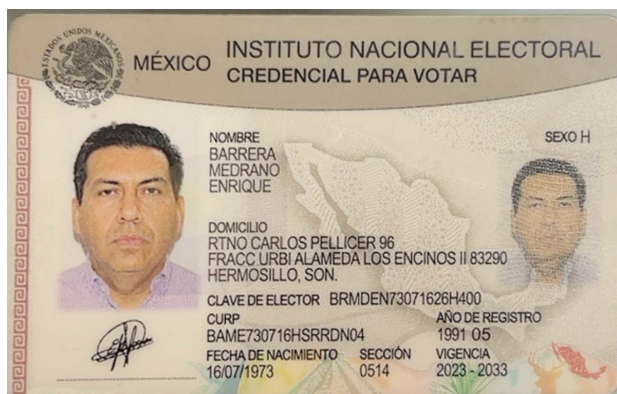 ESTADOS UNIDOS MEXICANOS
MÉXICO
INSTITUTO NACIONAL ELECTORAL
CREDENCIAL PARA VOTAR
NOMBRE
BARRERA
MEDRANO
ENRIQUE
SEXO H
DOMICILIO
RTNO CARLOS PELLICER 96
FRACC URBI ALAMEDA LOS ENCINOS II 83290
HERMOSILLO, SON.
CLAVE DE ELECTOR BRMDEN73071626H400
CURP
BAME730716HSRRDN04
AÑO DE REGISTRO
1991 05
FECHA DE NACIMIENTO
16/07/1973
SECCIÓN
0514
VIGENCIA
2023 - 2033